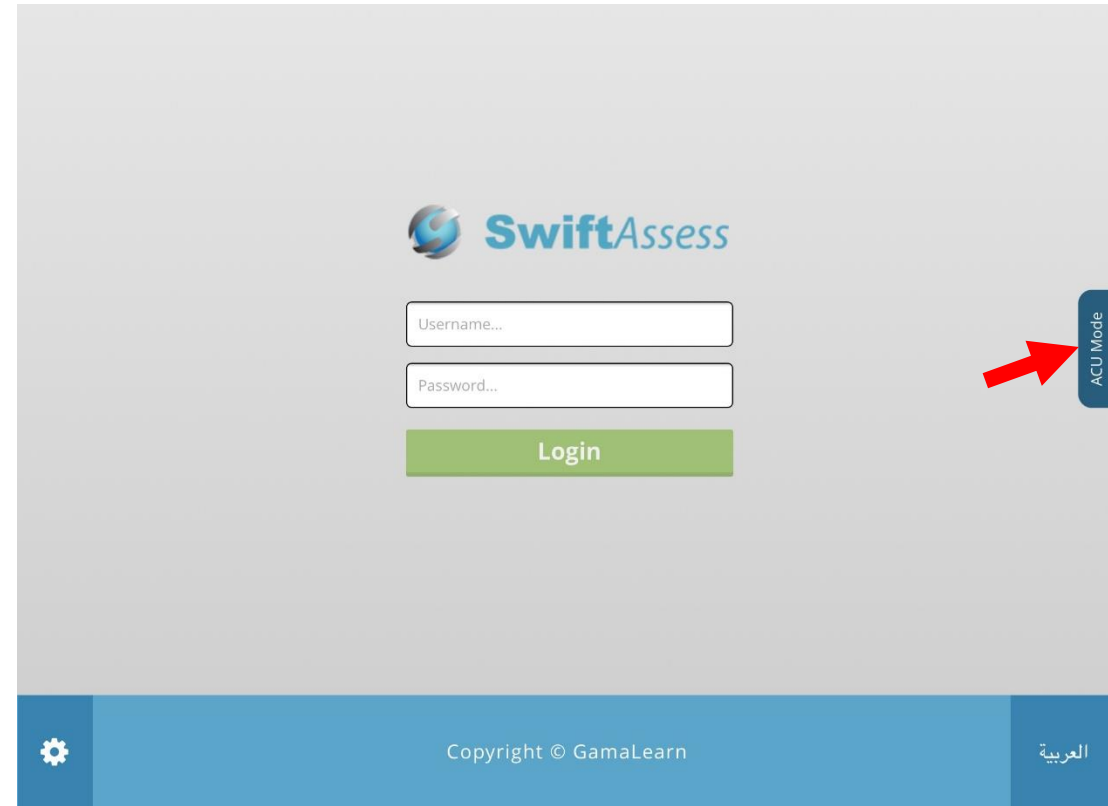 SwiftAssess
Username...
ACU Mode
Password...
Login
Copyright © GamaLearn
العربية